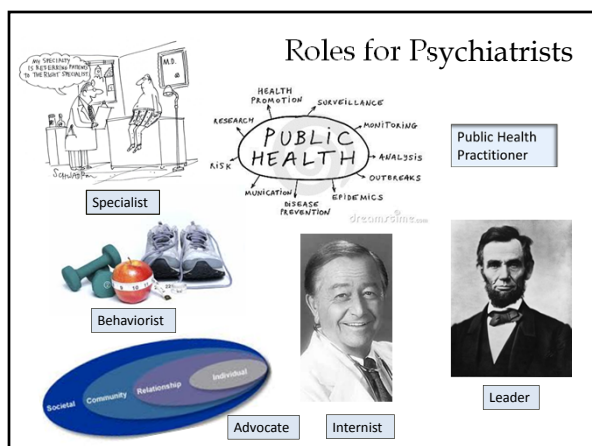 Roles for Psychiatrists
MY SPECIALTY
IS REFERRING PATIENTS
TO THE RIGHT SPECIALIST.
M.D.
SCHWADRON
Specialist
HEALTH
PROMOTION
SURVEILLANCE
RESEARCH
MONITORING
PUBLIC
HEALTH
ANALYSIS
RISK
OUTBREAKS
MUNICATION
EPIDEMICS
DISEASE
PREVENTION
dreamstime.com
Public Health
Practitioner
Behaviorist
Societal
Community
Relationship
Individual
Advocate
Internist
Leader